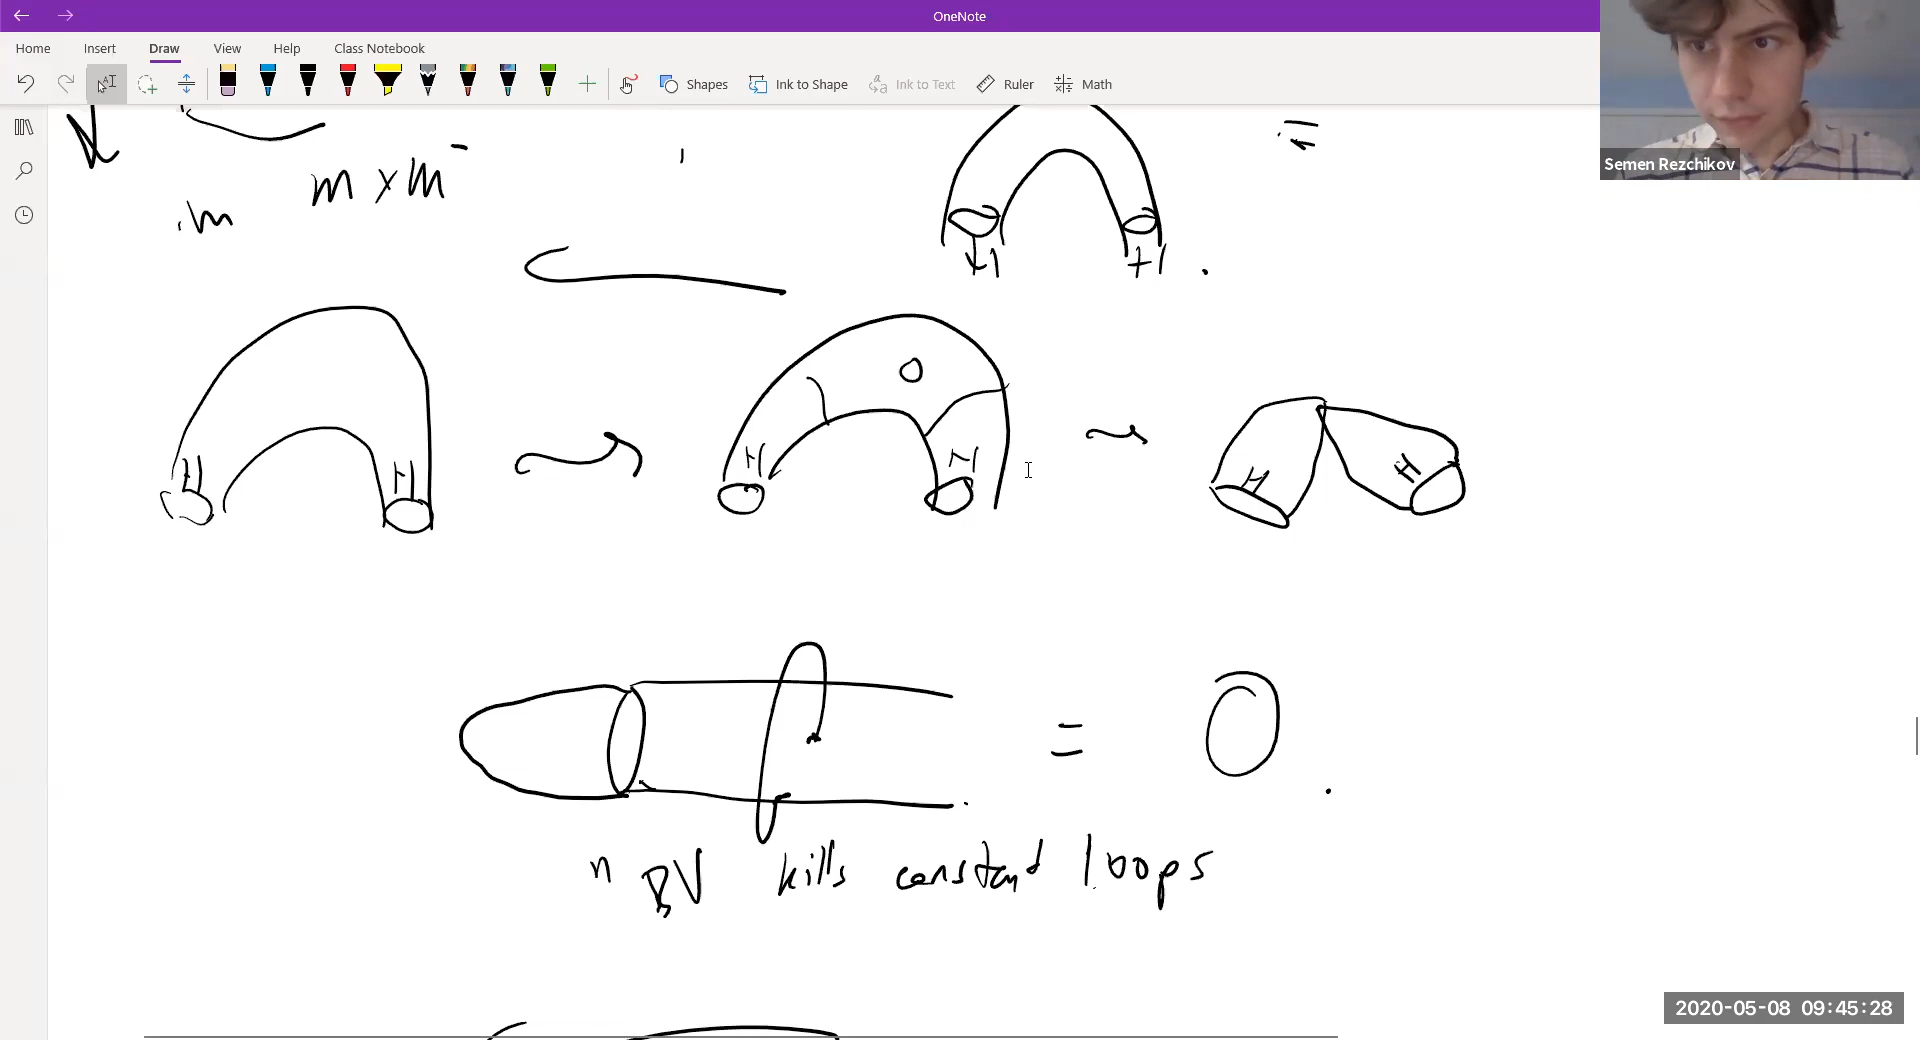 OneNote
Home Insert Draw View Help Class Notebook
Shapes Ink to Shape Ink to Text Ruler Math
Semen Rezchikov
m x m⁻
m
=
+1 +1
H H H H H H
= 0
" BV kills constant loops
2020-05-08 09:45:28